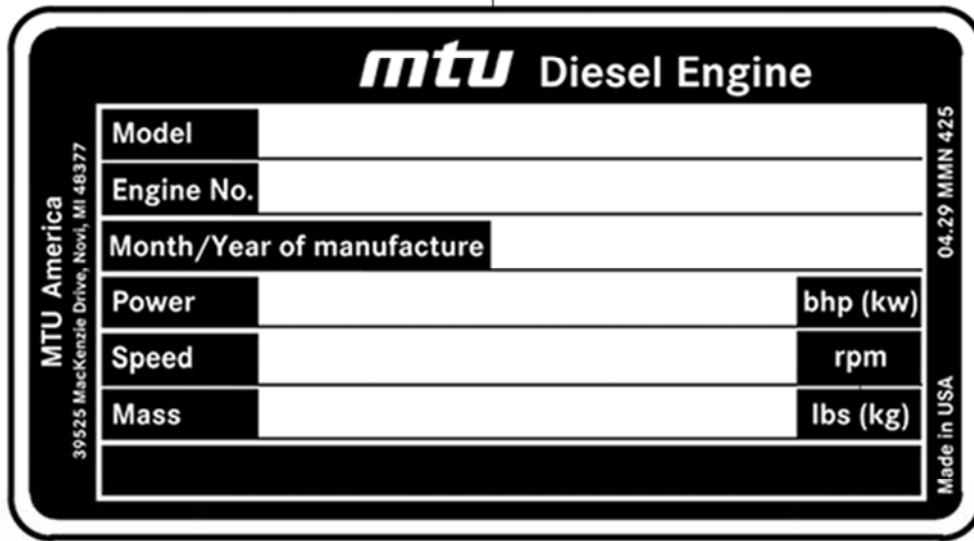 mtu Diesel Engine
Model
Engine No.
Month/Year of manufacture
Power bhp (kw)
Speed rpm
Mass lbs (kg)
MTU America
39525 MacKenzie Drive, Novi, MI 48377
04.29 MMN 425
Made in USA